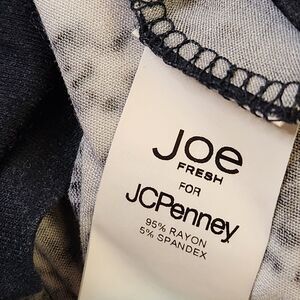 Joe
FRESH
FOR
JCPenney
95% RAYON
5% SPANDEX